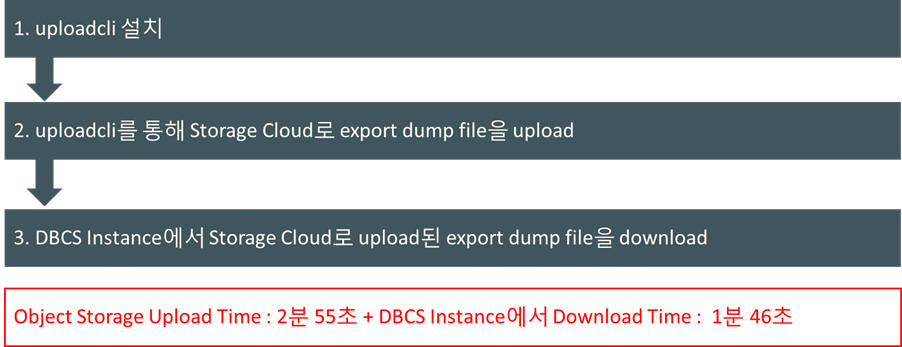 1. uploadcli 설치
2. uploadcli를 통해 Storage Cloud로 export dump file을 upload
3. DBCS Instance에서 Storage Cloud로 upload된 export dump file을 download
Object Storage Upload Time : 2분 55초 + DBCS Instance에서 Download Time :  1분 46초